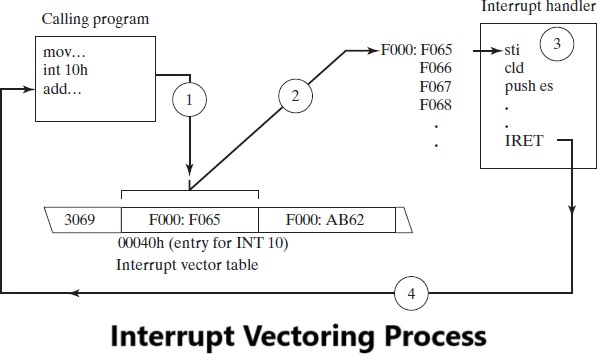 Calling program
mov...
int 10h
add...
1
2
F000: F065
F066
F067
F068
.
.
Interrupt handler
3
sti
cld
push es
.
.
IRET
3069
F000: F065
F000: AB62
00040h (entry for INT 10)
Interrupt vector table
4
Interrupt Vectoring Process